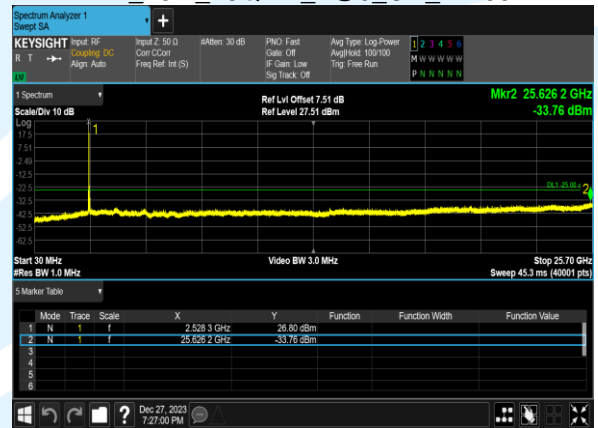 Spectrum Analyzer 1
Swept SA
+
KEYSIGHT Input: RF Input Z: 50 Ω #Atten: 30 dB PNO: Fast Avg Type: Log-Power 1 2 3 4 5 6
R T Coupling: DC Corr CCorr Gate: Off Avg|Hold: 100/100 M W W W W W
Align: Auto Freq Ref: Int (S) IF Gain: Low Trig: Free Run
Sig Track: Off P N N N N N
1 Spectrum Ref Lvl Offset 7.51 dB Mkr2 25.626 2 GHz
Scale/Div 10 dB Ref Level 27.51 dBm -33.76 dBm
Log
1
17.5
7.51
-2.49
-12.5
-22.5 2
-32.5
-42.5
-52.5
-62.5
Start 30 MHz Video BW 3.0 MHz Stop 25.70 GHz
#Res BW 1.0 MHz Sweep 45.3 ms (40001 pts)
5 Marker Table
Mode Trace Scale X Y Function Function Width Function Value
1 N 1 f 2.528 3 GHz 26.80 dBm
2 N 1 f 25.626 2 GHz -33.76 dBm
3
4
5
6
? Dec 27, 2023
7:27:00 PM